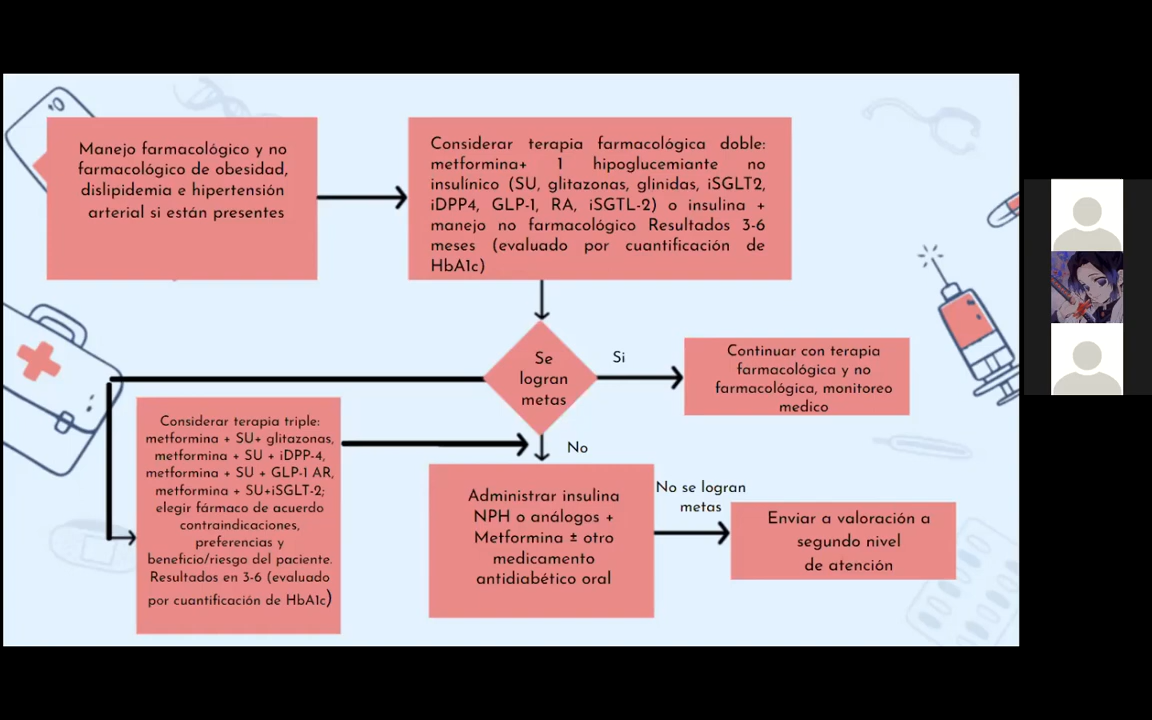 Manejo farmacológico y no
farmacológico de obesidad,
dislipidemia e hipertensión
arterial si están presentes
Considerar terapia farmacológica doble:
metformina+ 1 hipoglucemiante no
insulínico (SU, glitazonas, glinidas, iSGLT2,
iDPP4, GLP-1, RA, iSGTL-2) o insulina +
manejo no farmacológico Resultados 3-6
meses (evaluado por cuantificación de
HbA1c)
Se
logran
metas
Si
Continuar con terapia
farmacológica y no
farmacológica, monitoreo
medico
Considerar terapia triple:
metformina + SU+ glitazonas,
metformina + SU + iDPP-4,
metformina + SU + GLP-1 AR,
metformina + SU+iSGLT-2;
elegir fármaco de acuerdo
contraindicaciones,
preferencias y
beneficio/riesgo del paciente.
Resultados en 3-6 (evaluado
por cuantificación de HbA1c)
No
Administrar insulina
NPH o análogos +
Metformina ± otro
medicamento
antidiabético oral
No se logran
metas
Enviar a valoración a
segundo nivel
de atención